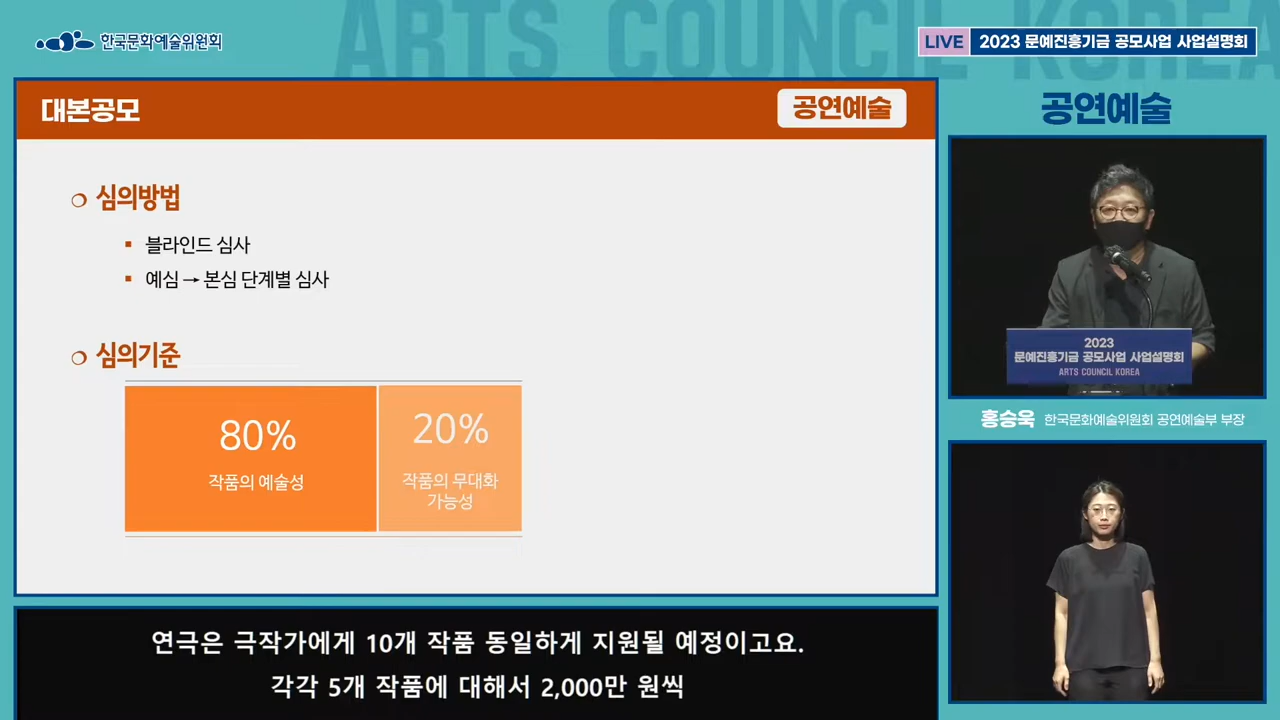 ARTS COUNCIL KOREA
한국문화예술위원회
LIVE 2023 문예진흥기금 공모사업 사업설명회
대본공모
공연예술
심의방법
블라인드 심사
예심 → 본심 단계별 심사
심의기준
80%
작품의 예술성
20%
작품의 무대화
가능성
공연예술
2023
문예진흥기금 공모사업 사업설명회
ARTS COUNCIL KOREA
홍승욱 한국문화예술위원회 공연예술부 부장
연극은 극작가에게 10개 작품 동일하게 지원될 예정이고요.
각각 5개 작품에 대해서 2,000만 원씩